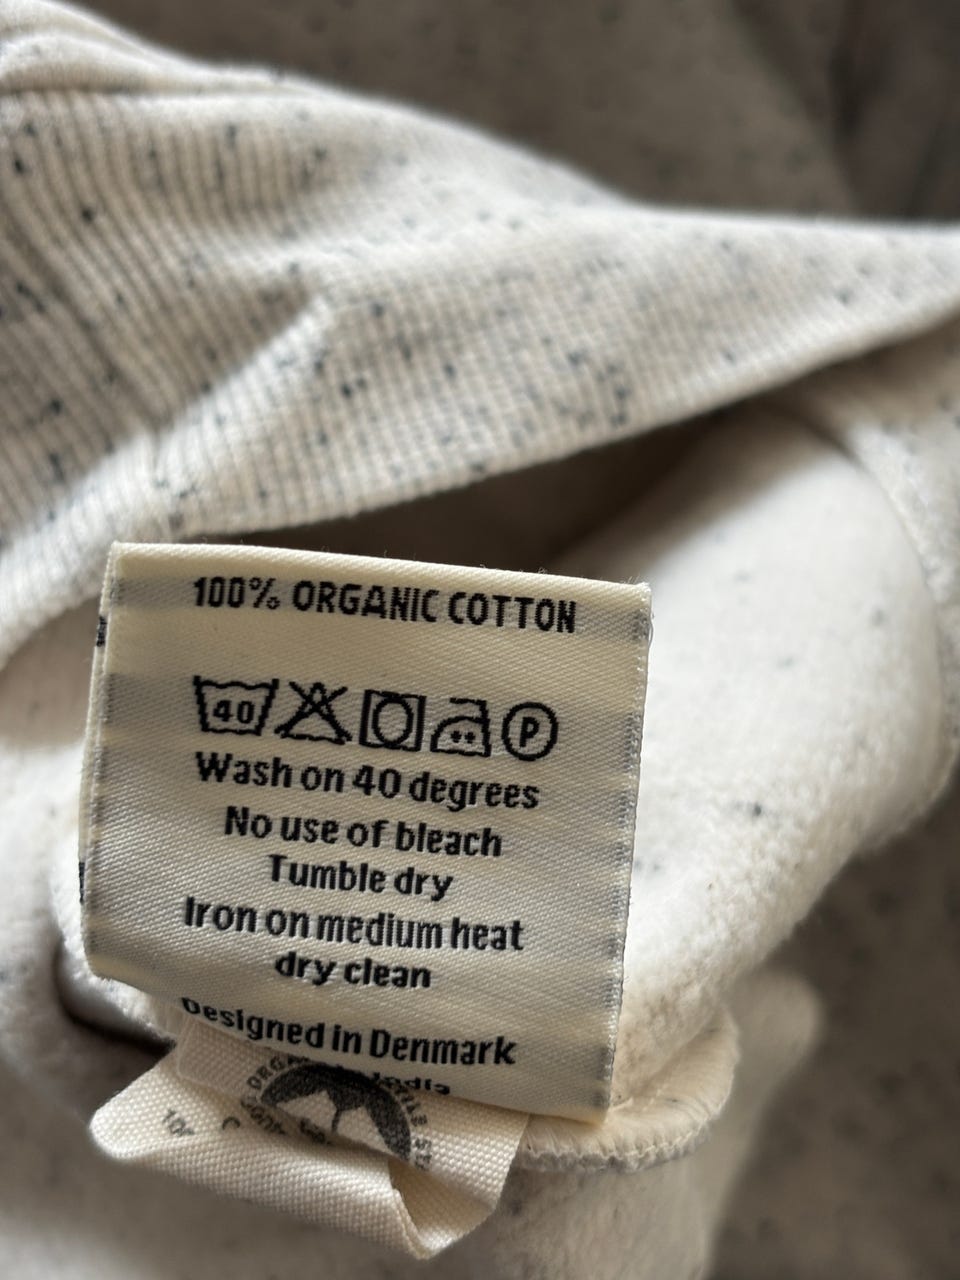 100% ORGANIC COTTON
40 P
Wash on 40 degrees
No use of bleach
Tumble dry
Iron on medium heat
dry clean
Designed in Denmark
India